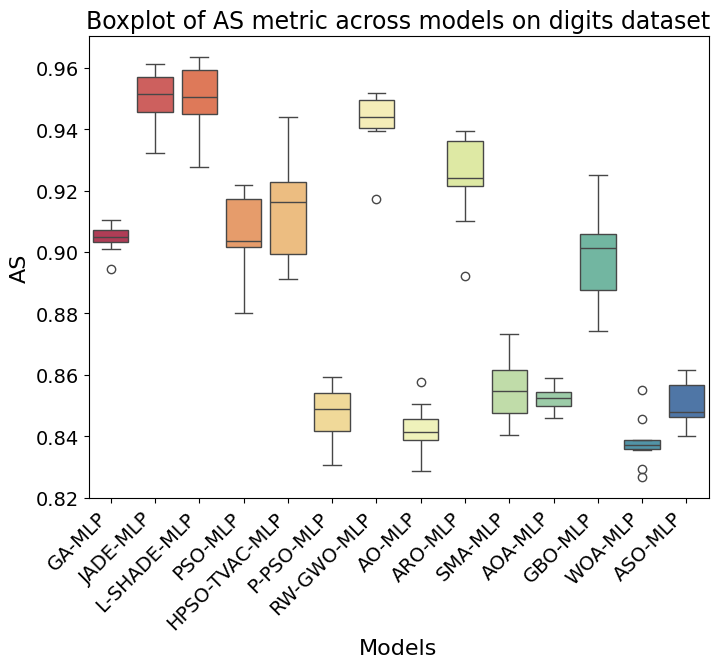 Boxplot of AS metric across models on digits dataset
0.96
0.94
0.92
0.90
0.88
0.86
0.84
0.82
AS
GA-MLP
JADE-MLP
L-SHADE-MLP
PSO-MLP
HPSO-TVAC-MLP
P-PSO-MLP
RW-GWO-MLP
AO-MLP
ARO-MLP
SMA-MLP
AOA-MLP
GBO-MLP
WOA-MLP
ASO-MLP
Models